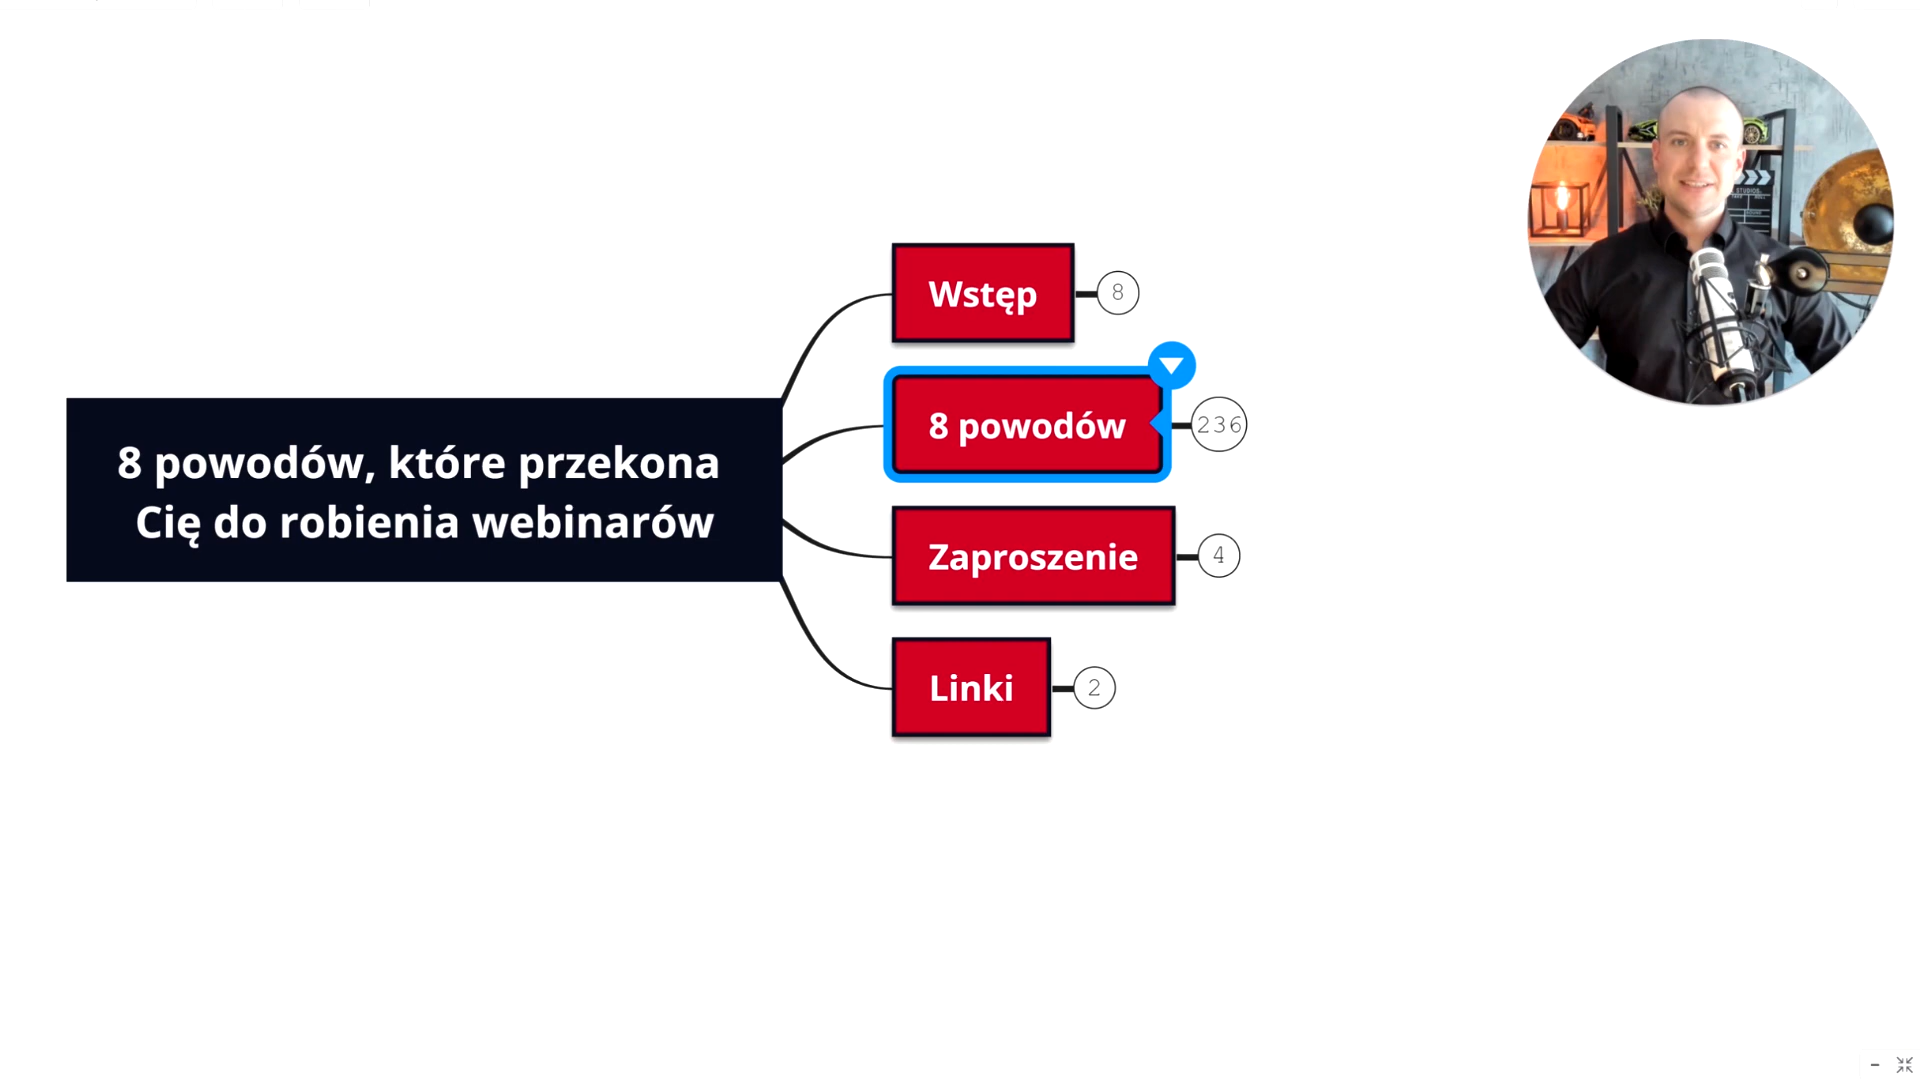 8 powodów, które przekona
Cię do robienia webinarów
Wstęp
8
8 powodów
236
Zaproszenie
4
Linki
2